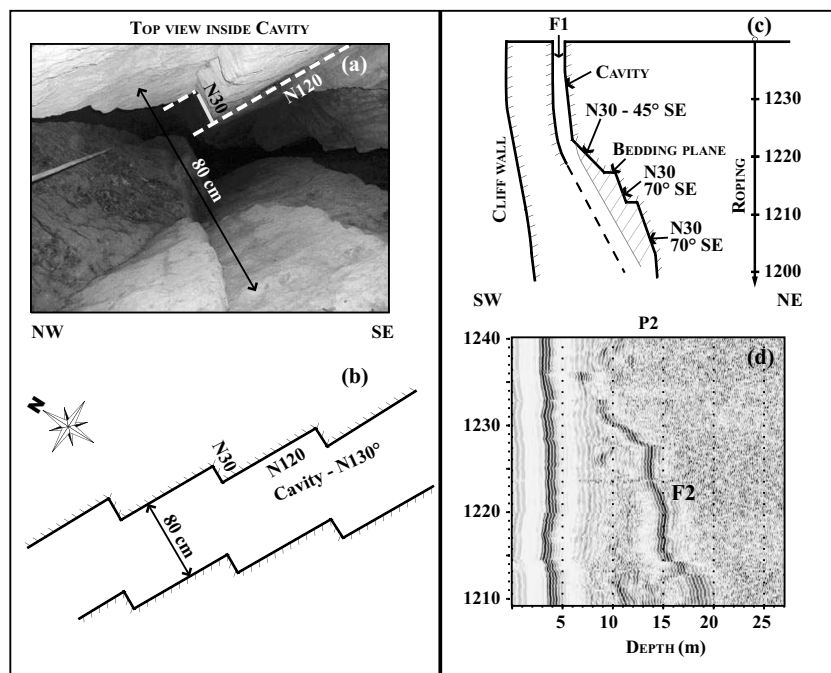 TOP VIEW INSIDE CAVITY
(a)
N30
N120
80 cm
NW
SE
(b)
N
N30
N120
Cavity - N130°
80 cm
F1
(c)
CAVITY
1230
N30 - 45° SE
BEDDING PLANE
1220
N30
70° SE
CLIFF WALL
ROPING
1210
N30
70° SE
1200
SW
NE
P2
1240
(d)
1230
F2
1220
1210
5
10
15
20
25
DEPTH (m)